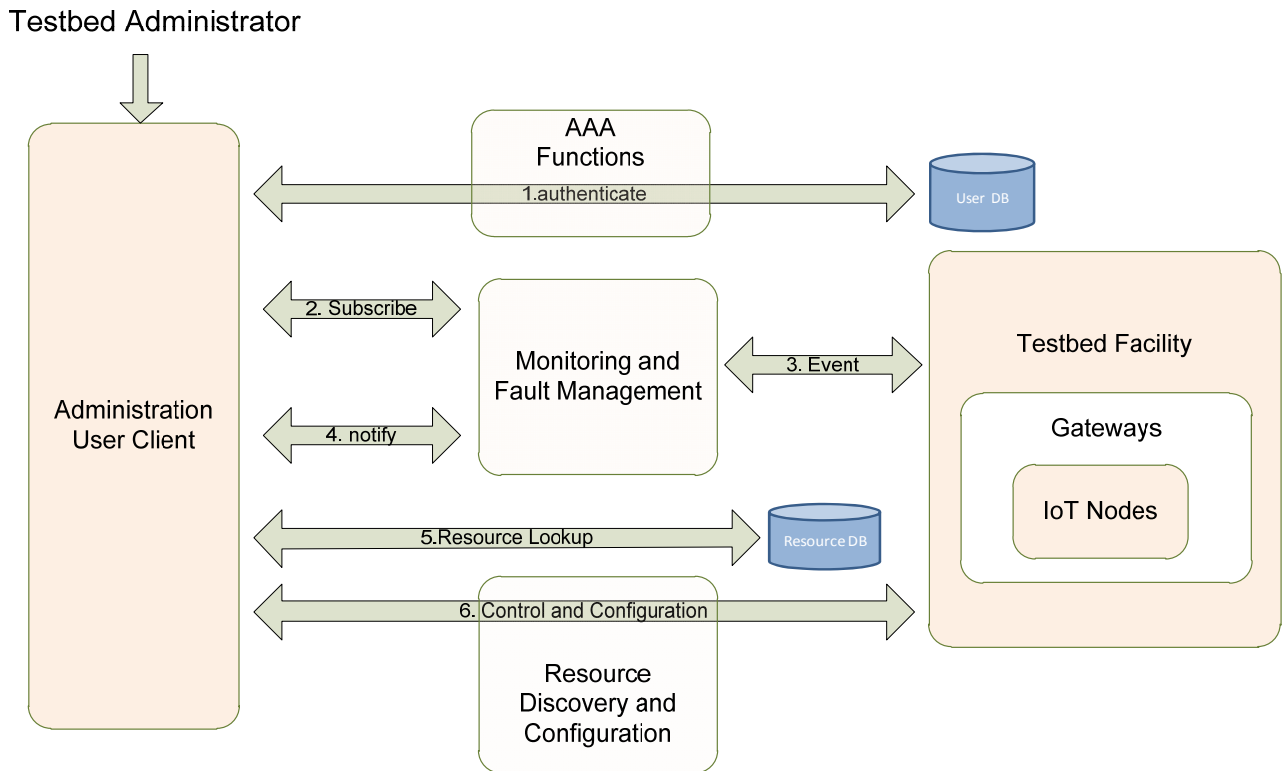 Testbed Administrator
AAA
Functions
1.authenticate
User DB
2. Subscribe
Monitoring and
Fault Management
3. Event
Testbed Facility
Administration
User Client
4. notify
Gateways
IoT Nodes
5.Resource Lookup
Resource DB
6. Control and Configuration
Resource
Discovery and
Configuration